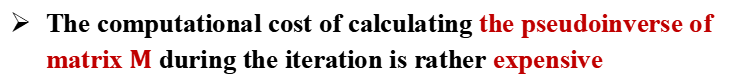 ➢ The computational cost of calculating the pseudoinverse of
matrix M during the iteration is rather expensive